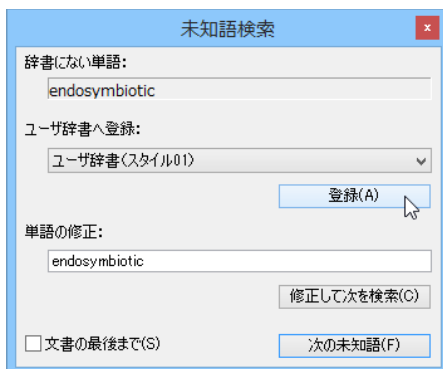 未知語検索
x
辞書にない単語:
endosymbiotic
ユーザ辞書へ登録:
ユーザ辞書(スタイル01)
登録(A)
単語の修正:
endosymbiotic
修正して次を検索(C)
文書の最後まで(S) 次の未知語(F)